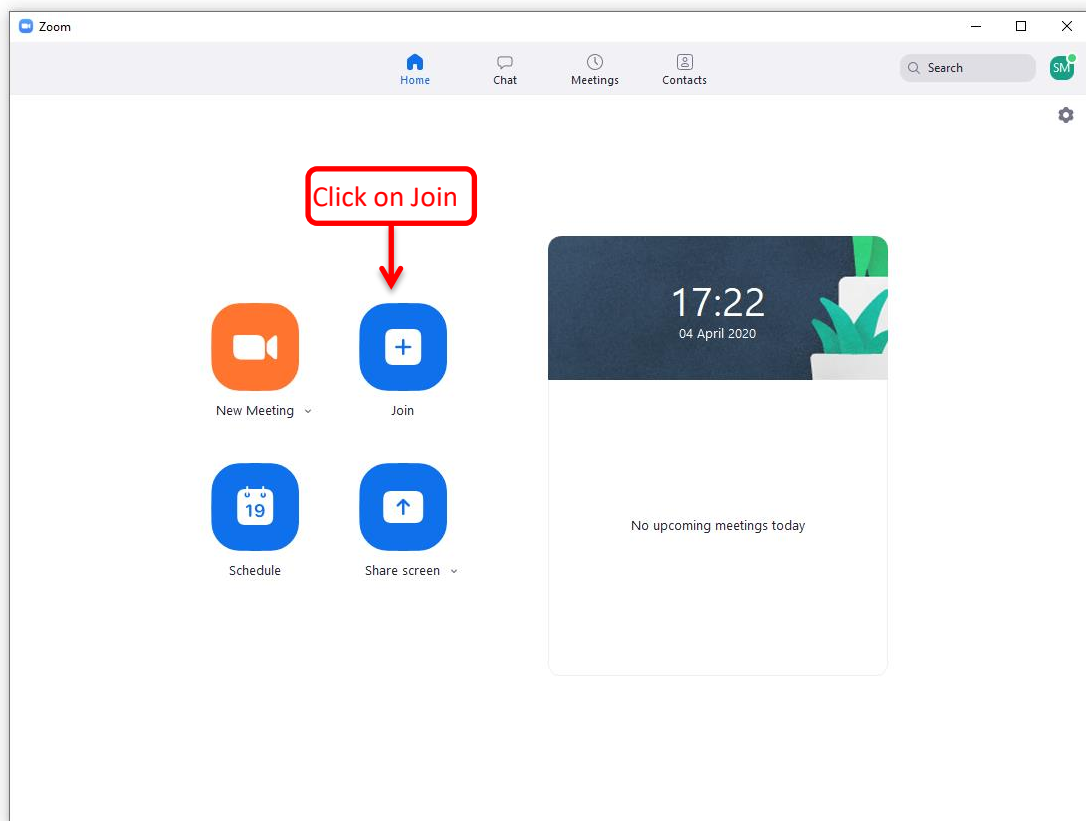 Zoom
Home
Chat
Meetings
Contacts
Search
SM
Click on Join
17:22
04 April 2020
New Meeting
Join
19
Schedule
Share screen
No upcoming meetings today